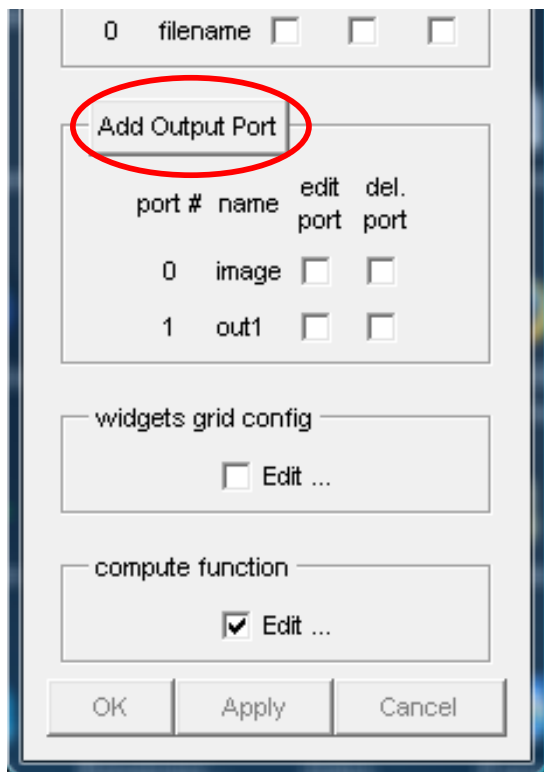 0 filename
Add Output Port
port # name edit port del. port
0 image
1 out1
widgets grid config
Edit ...
compute function
Edit ...
OK Apply Cancel